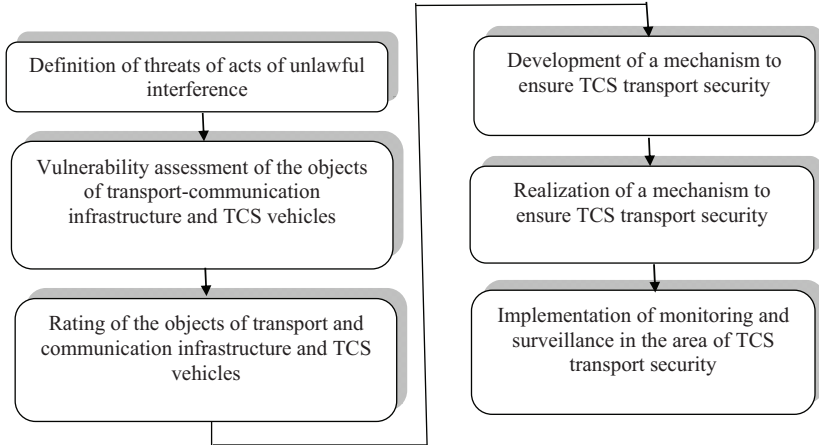 Definition of threats of acts of unlawful
interference
Vulnerability assessment of the objects
of transport-communication
infrastructure and TCS vehicles
Rating of the objects of transport and
communication infrastructure and TCS
vehicles
Development of a mechanism to
ensure TCS transport security
Realization of a mechanism to
ensure TCS transport security
Implementation of monitoring and
surveillance in the area of TCS
transport security